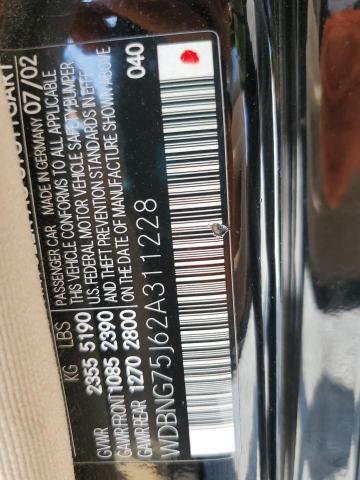 07/02
MADE IN GERMANY
PASSENGER CAR
THIS VEHICLE CONFORMS TO ALL APPLICABLE
U.S. FEDERAL MOTOR VEHICLE SAFETY/BUMPER
AND THEFT PREVENTION STANDARDS IN EFFECT
ON THE DATE OF MANUFACTURE SHOWN ABOVE
KG LBS
GVWR 2355 5190
GAWR FRONT 1085 2390
GAWR REAR 1270 2800
040
WDBNG75J62A311228